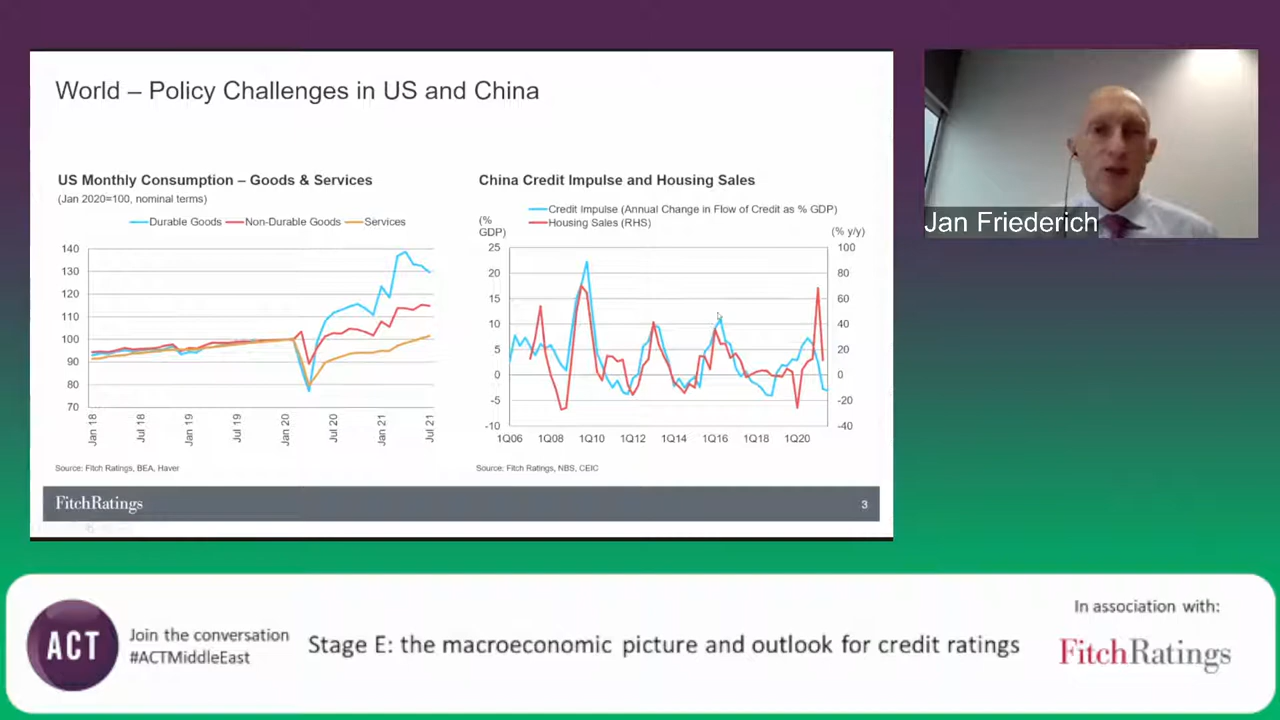 World – Policy Challenges in US and China
US Monthly Consumption – Goods & Services
(Jan 2020=100, nominal terms)
Durable Goods Non-Durable Goods Services
140
130
120
110
100
90
80
70
Jan 18
Jul 18
Jan 19
Jul 19
Jan 20
Jul 20
Jan 21
Jul 21
Source: Fitch Ratings, BEA, Haver
China Credit Impulse and Housing Sales
Credit Impulse (Annual Change in Flow of Credit as % GDP)
Housing Sales (RHS)
(%
GDP)
(% y/y)
25
20
15
10
5
0
-5
-10
100
80
60
40
20
0
-20
-40
1Q06 1Q08 1Q10 1Q12 1Q14 1Q16 1Q18 1Q20
Source: Fitch Ratings, NBS, CEIC
FitchRatings
3
Jan Friederich
ACT
Join the conversation
#ACTMiddleEast
Stage E: the macroeconomic picture and outlook for credit ratings
In association with:
FitchRatings